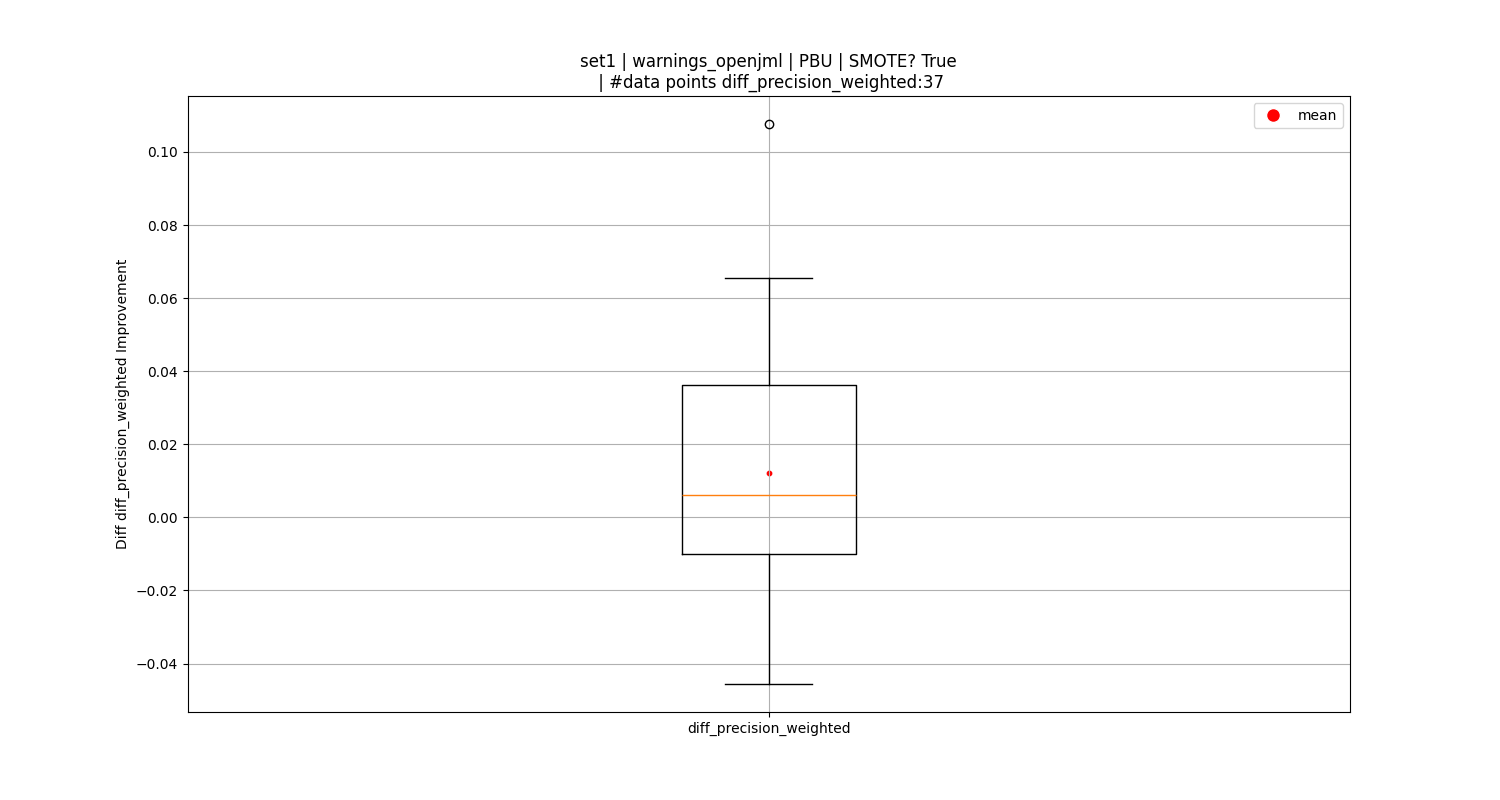 set1 | warnings_openjml | PBU | SMOTE? True
| #data points diff_precision_weighted:37
mean
0.10
0.08
0.06
0.04
0.02
0.00
−0.02
−0.04
Diff diff_precision_weighted Improvement
diff_precision_weighted